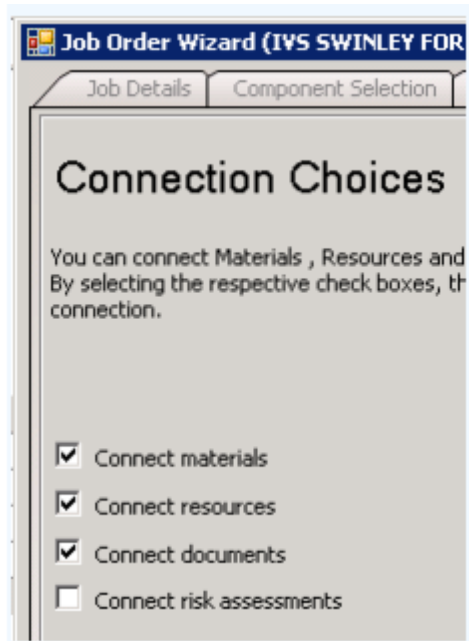 Job Order Wizard (IVS SWINLEY FOR
Job Details Component Selection
Connection Choices
You can connect Materials , Resources and
By selecting the respective check boxes, th
connection.
Connect materials
Connect resources
Connect documents
Connect risk assessments